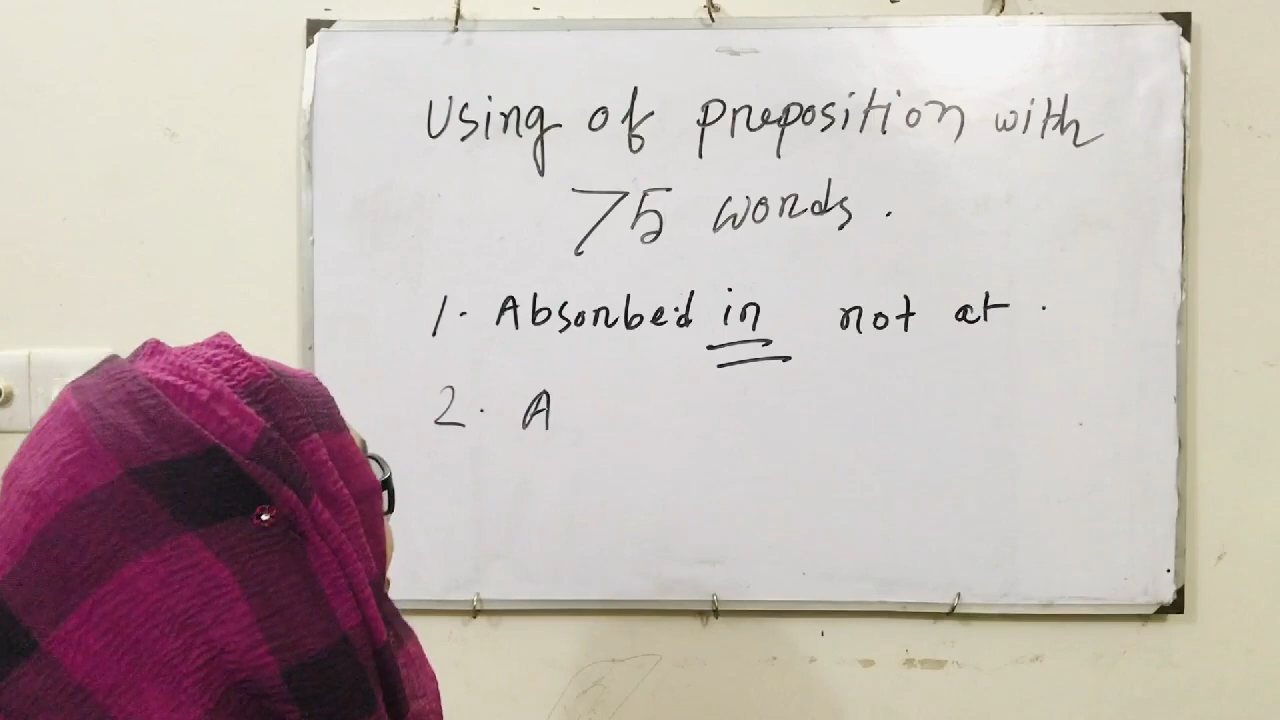 Using of preposition with
75 words.
1. Absorbed in not at.
2. A